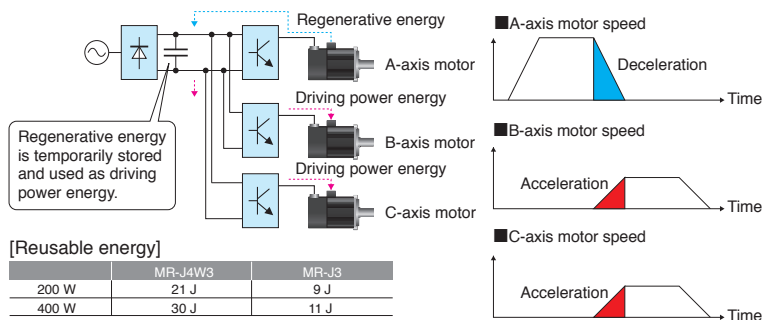 Regenerative energy
A-axis motor
Driving power energy
B-axis motor
Driving power energy
C-axis motor
Regenerative energy
is temporarily stored
and used as driving
power energy.
[Reusable energy]
MR-J4W3 MR-J3
200 W 21 J 9 J
400 W 30 J 11 J
■A-axis motor speed
Deceleration
Time
■B-axis motor speed
Acceleration
Time
■C-axis motor speed
Acceleration
Time